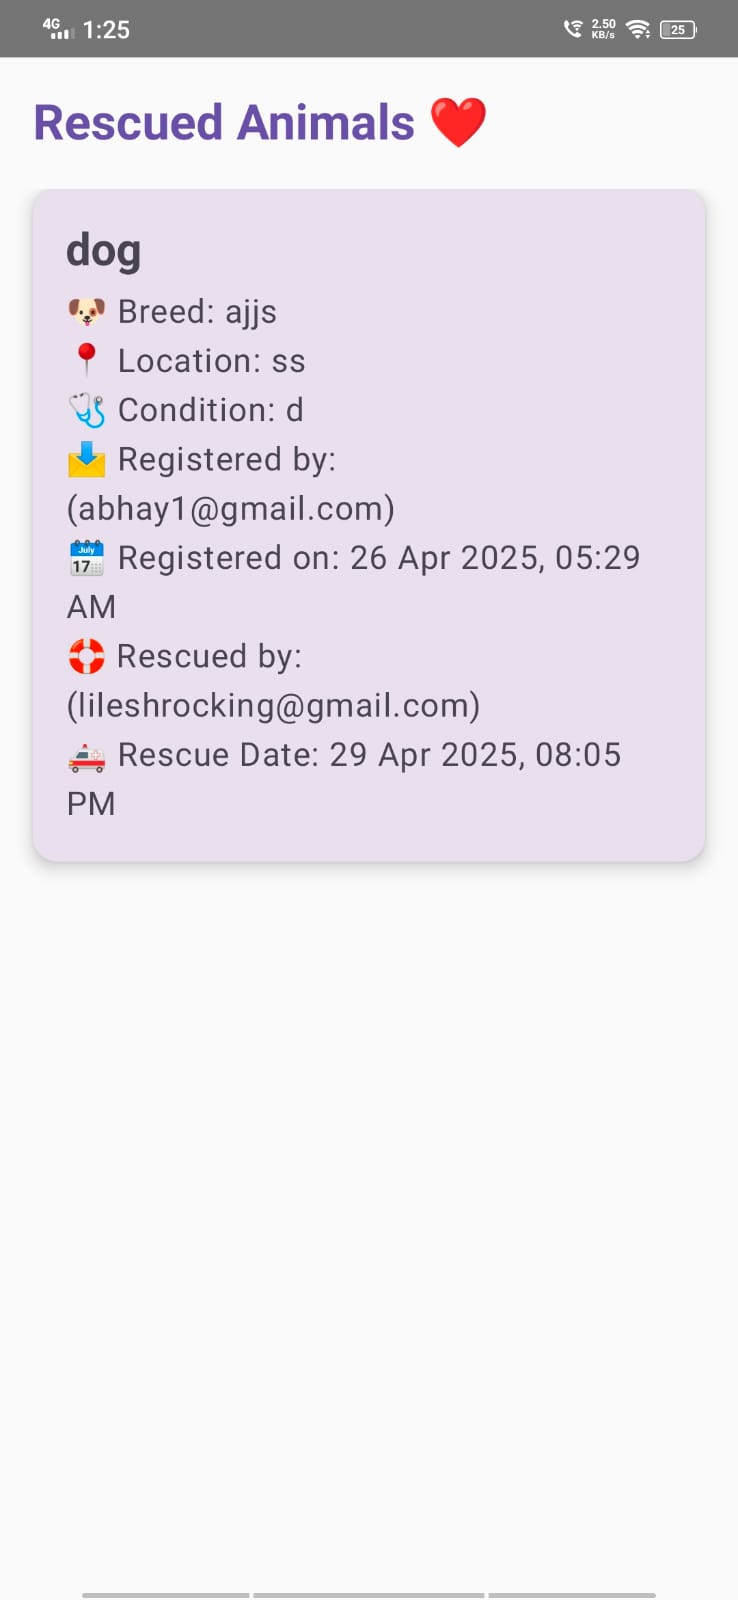 4G 1:25 2.50 KB/s 25
Rescued Animals ❤️
dog
🐶 Breed: ajjs
📍 Location: ss
🩺 Condition: d
📩 Registered by:
(abhay1@gmail.com)
📅 Registered on: 26 Apr 2025, 05:29
AM
🛟 Rescued by:
(lileshrocking@gmail.com)
🚑 Rescue Date: 29 Apr 2025, 08:05
PM